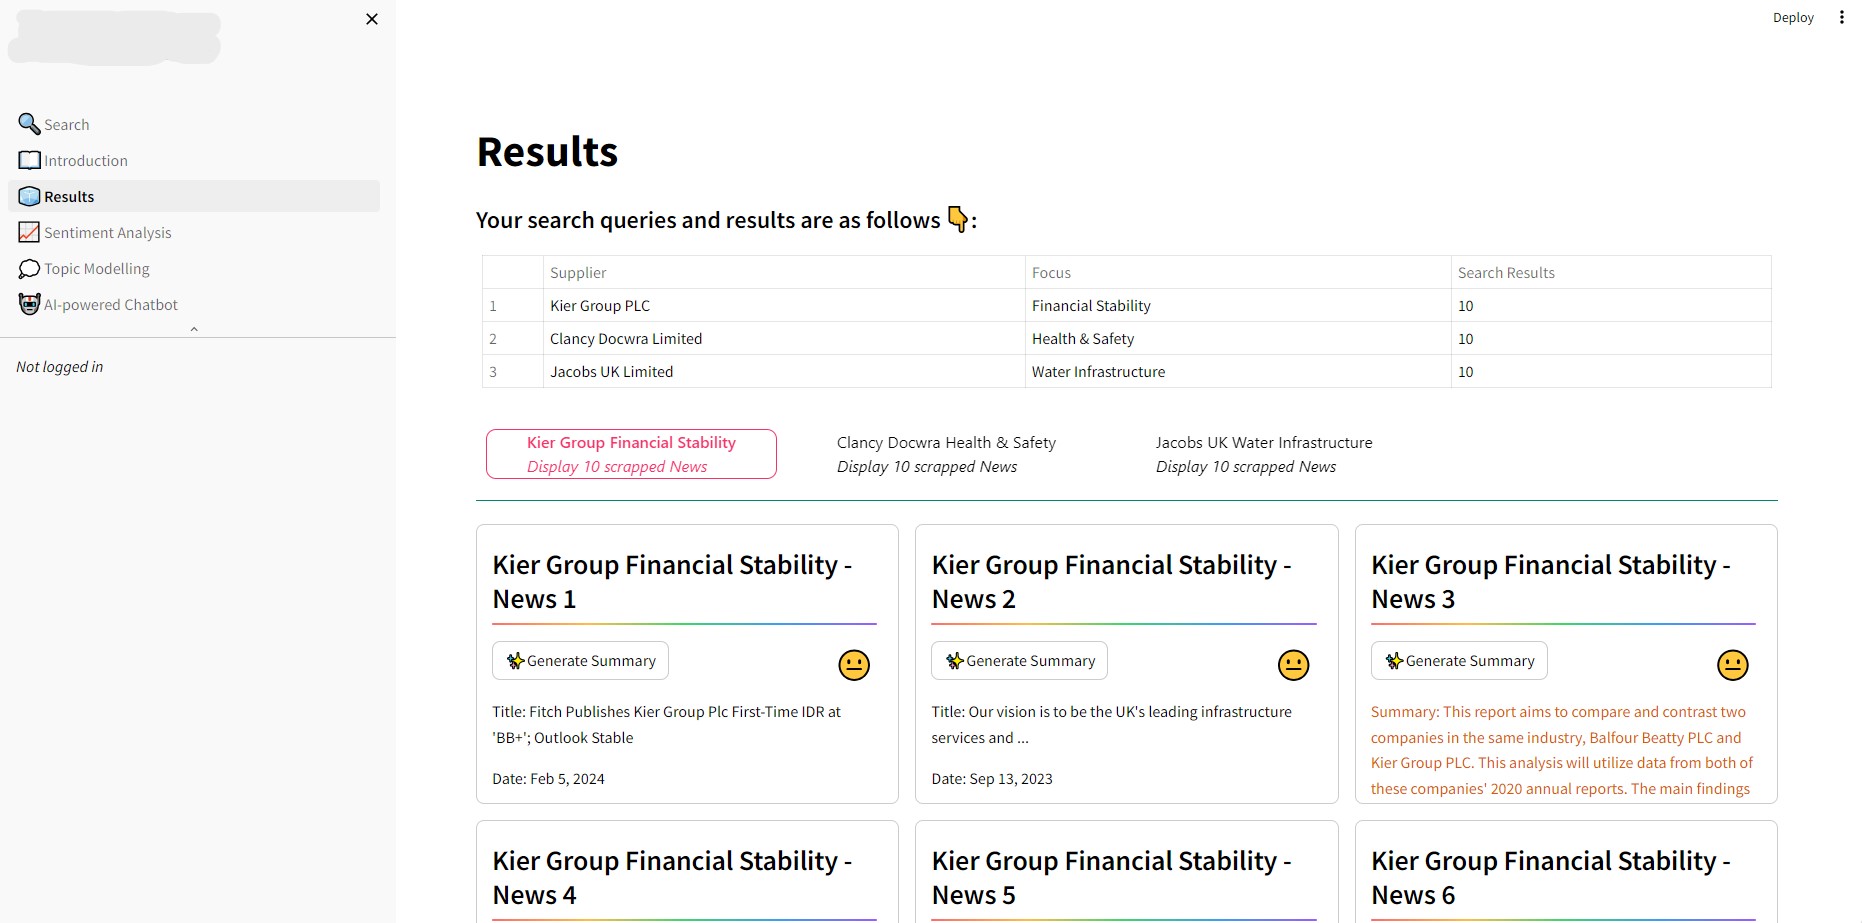 Deploy
Search
Introduction
Results
Sentiment Analysis
Topic Modelling
AI-powered Chatbot
Not logged in
Results
Your search queries and results are as follows :
Supplier Focus Search Results
1 Kier Group PLC Financial Stability 10
2 Clancy Docwra Limited Health & Safety 10
3 Jacobs UK Limited Water Infrastructure 10
Kier Group Financial Stability
Display 10 scrapped News
Clancy Docwra Health & Safety
Display 10 scrapped News
Jacobs UK Water Infrastructure
Display 10 scrapped News
Kier Group Financial Stability -
News 1
Generate Summary
Title: Fitch Publishes Kier Group Plc First-Time IDR at
'BB+'; Outlook Stable
Date: Feb 5, 2024
Kier Group Financial Stability -
News 2
Generate Summary
Title: Our vision is to be the UK's leading infrastructure
services and ...
Date: Sep 13, 2023
Kier Group Financial Stability -
News 3
Generate Summary
Summary: This report aims to compare and contrast two
companies in the same industry, Balfour Beatty PLC and
Kier Group PLC. This analysis will utilize data from both of
these companies' 2020 annual reports. The main findings
Kier Group Financial Stability -
News 4
Kier Group Financial Stability -
News 5
Kier Group Financial Stability -
News 6